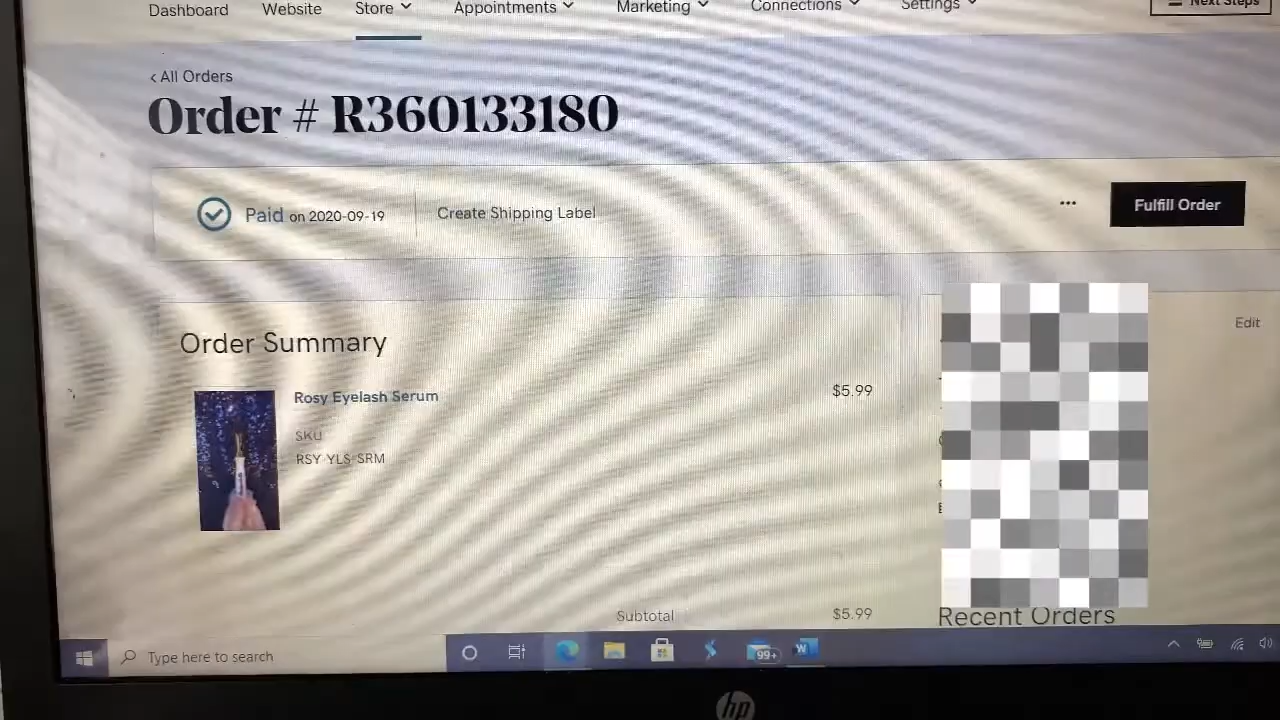 Dashboard Website Store Appointments Marketing Connections Settings Next Steps
‹ All Orders
Order # R360133180
Paid on 2020-09-19 Create Shipping Label ••• Fulfill Order
Order Summary
Edit
Rosy Eyelash Serum $5.99
SKU
RSY YLS SRM
Subtotal $5.99
Recent Orders
Type here to search 99+ W
hp